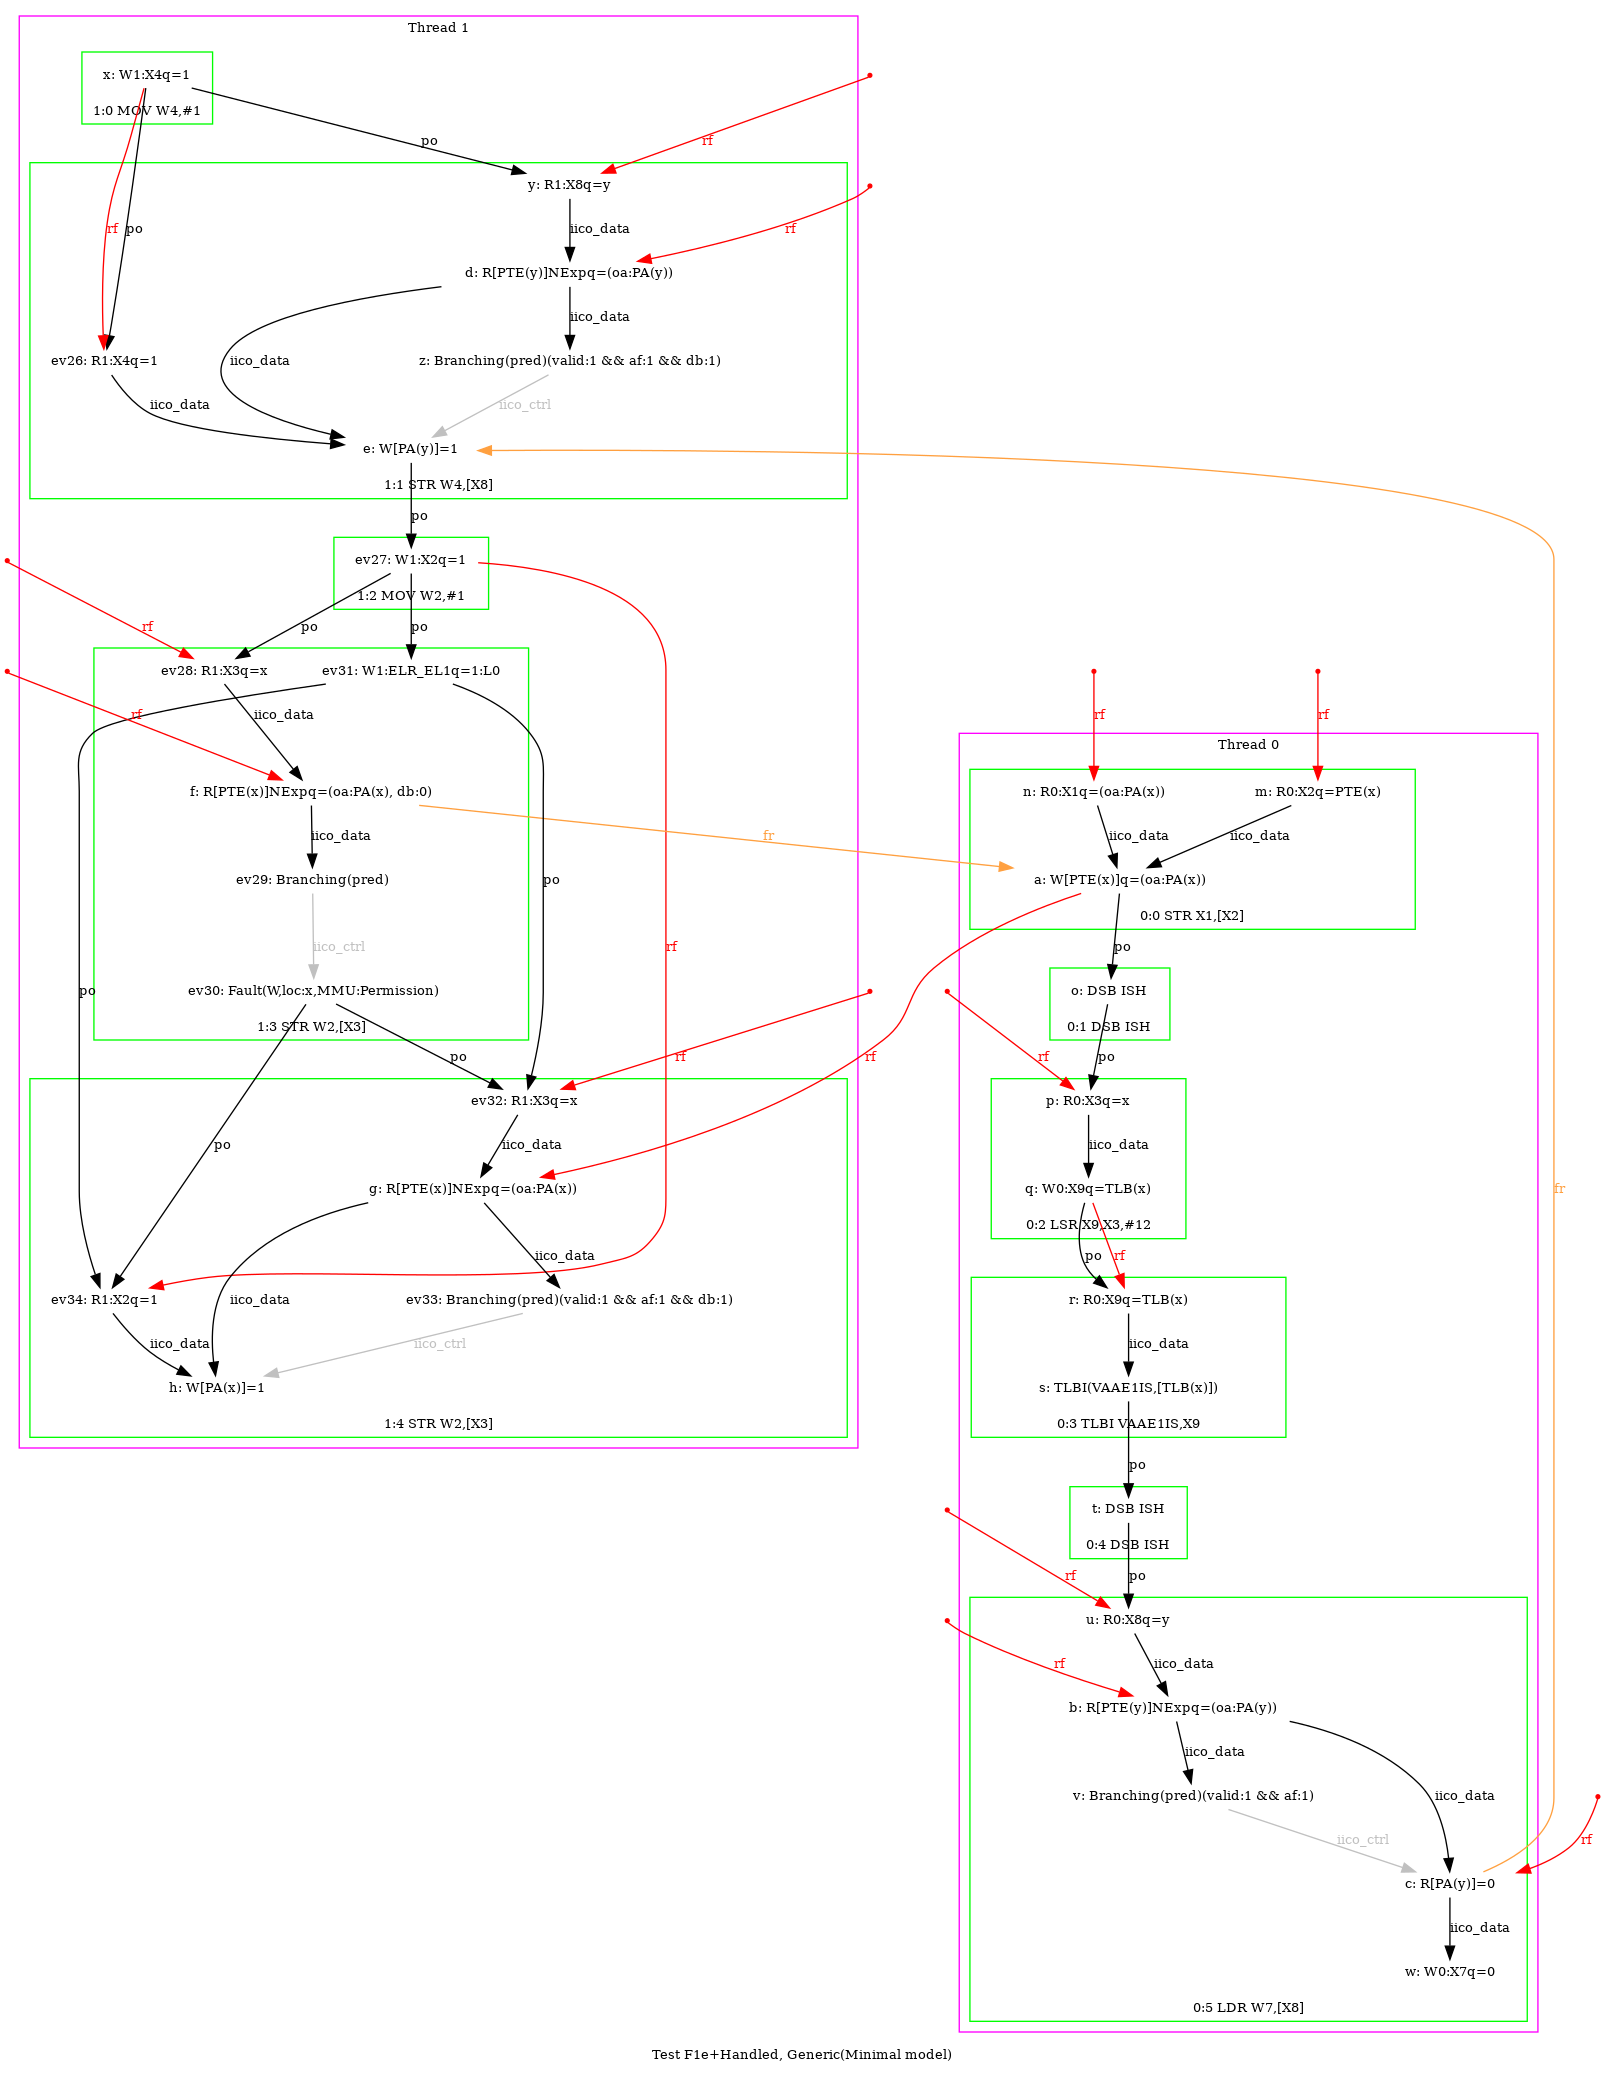 Thread 1
x: W1:X4q=1
1:0 MOV W4,#1
po
rf
y: R1:X8q=y
rf
po
iico_data
rf
d: R[PTE(y)]NExpq=(oa:PA(y))
iico_data
iico_data
ev26: R1:X4q=1
z: Branching(pred)(valid:1 && af:1 && db:1)
iico_data
iico_ctrl
e: W[PA(y)]=1
1:1 STR W4,[X8]
po
ev27: W1:X2q=1
1:2 MOV W2,#1
rf
po
po
ev28: R1:X3q=x
ev31: W1:ELR_EL1q=1:L0
rf
iico_data
rf
rf
Thread 0
f: R[PTE(x)]NExpq=(oa:PA(x), db:0)
n: R0:X1q=(oa:PA(x))
m: R0:X2q=PTE(x)
iico_data
fr
iico_data
iico_data
ev29: Branching(pred)
po
a: W[PTE(x)]q=(oa:PA(x))
0:0 STR X1,[X2]
iico_ctrl
rf
po
po
ev30: Fault(W,loc:x,MMU:Permission)
o: DSB ISH
1:3 STR W2,[X3]
0:1 DSB ISH
po
rf
rf
rf
po
ev32: R1:X3q=x
p: R0:X3q=x
po
iico_data
iico_data
g: R[PTE(x)]NExpq=(oa:PA(x))
q: W0:X9q=TLB(x)
fr
0:2 LSR X9,X3,#12
iico_data
po
rf
ev34: R1:X2q=1
iico_data
ev33: Branching(pred)(valid:1 && af:1 && db:1)
r: R0:X9q=TLB(x)
iico_data
iico_ctrl
iico_data
h: W[PA(x)]=1
s: TLBI(VAAE1IS,[TLB(x)])
1:4 STR W2,[X3]
0:3 TLBI VAAE1IS,X9
po
t: DSB ISH
0:4 DSB ISH
rf
po
u: R0:X8q=y
rf
iico_data
b: R[PTE(y)]NExpq=(oa:PA(y))
iico_data
v: Branching(pred)(valid:1 && af:1)
iico_data
iico_ctrl
rf
c: R[PA(y)]=0
iico_data
w: W0:X7q=0
0:5 LDR W7,[X8]
Test F1e+Handled, Generic(Minimal model)